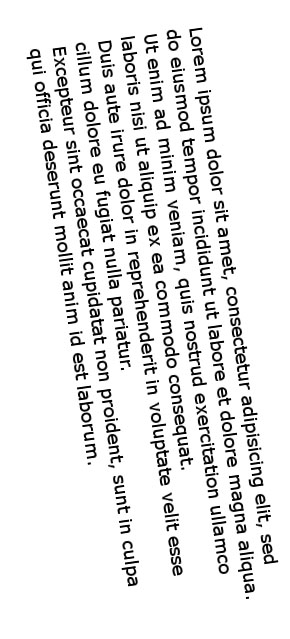 Lorem ipsum dolor sit amet, consectetur adipisicing elit, sed
do eiusmod tempor incididunt ut labore et dolore magna aliqua.
Ut enim ad minim veniam, quis nostrud exercitation ullamco
laboris nisi ut aliquip ex ea commodo consequat.
Duis aute irure dolor in reprehenderit in voluptate velit esse
cillum dolore eu fugiat nulla pariatur.
Excepteur sint occaecat cupidatat non proident, sunt in culpa
qui officia deserunt mollit anim id est laborum.